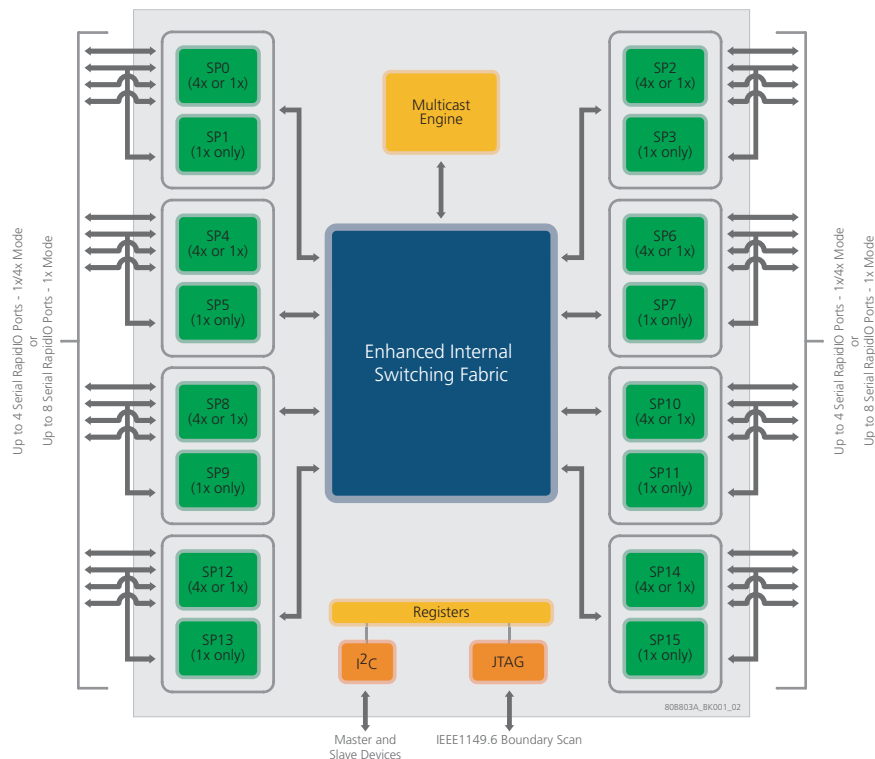 SP0
(4x or 1x)
SP1
(1x only)
SP4
(4x or 1x)
SP5
(1x only)
SP8
(4x or 1x)
SP9
(1x only)
SP12
(4x or 1x)
SP13
(1x only)
Up to 4 Serial RapidIO Ports - 1x/4x Mode
or
Up to 8 Serial RapidIO Ports - 1x Mode
Multicast
Engine
Enhanced Internal
Switching Fabric
Registers
I²C
JTAG
Master and
Slave Devices
IEEE1149.6 Boundary Scan
SP2
(4x or 1x)
SP3
(1x only)
SP6
(4x or 1x)
SP7
(1x only)
SP10
(4x or 1x)
SP11
(1x only)
SP14
(4x or 1x)
SP15
(1x only)
Up to 4 Serial RapidIO Ports - 1x/4x Mode
or
Up to 8 Serial RapidIO Ports - 1x Mode
80B803A_BK001_02